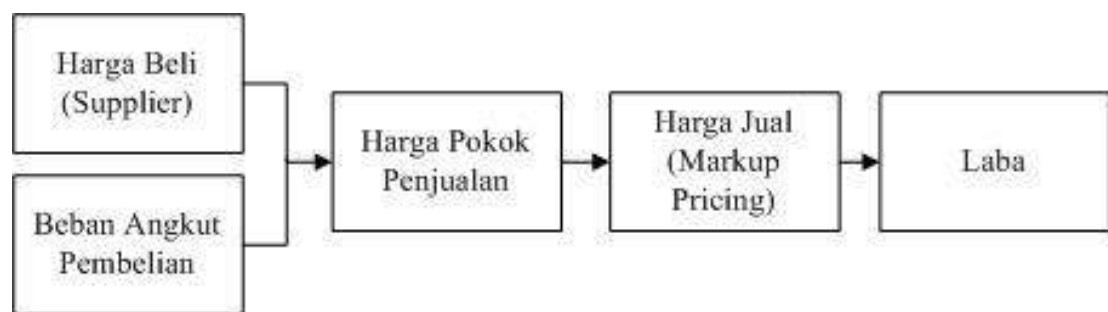 Harga Beli
(Supplier)
Beban Angkut
Pembelian
Harga Pokok
Penjualan
Harga Jual
(Markup
Pricing)
Laba